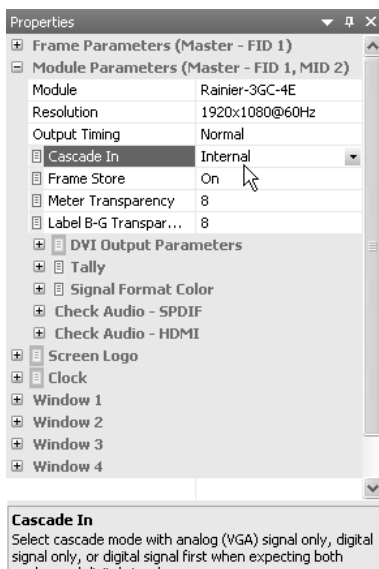 Properties
Frame Parameters (Master - FID 1)
Module Parameters (Master - FID 1, MID 2)
Module Rainier-3GC-4E
Resolution 1920x1080@60Hz
Output Timing Normal
Cascade In Internal
Frame Store On
Meter Transparency 8
Label B-G Transpar... 8
DVI Output Parameters
Tally
Signal Format Color
Check Audio - SPDIF
Check Audio - HDMI
Screen Logo
Clock
Window 1
Window 2
Window 3
Window 4
Cascade In
Select cascade mode with analog (VGA) signal only, digital
signal only, or digital signal first when expecting both